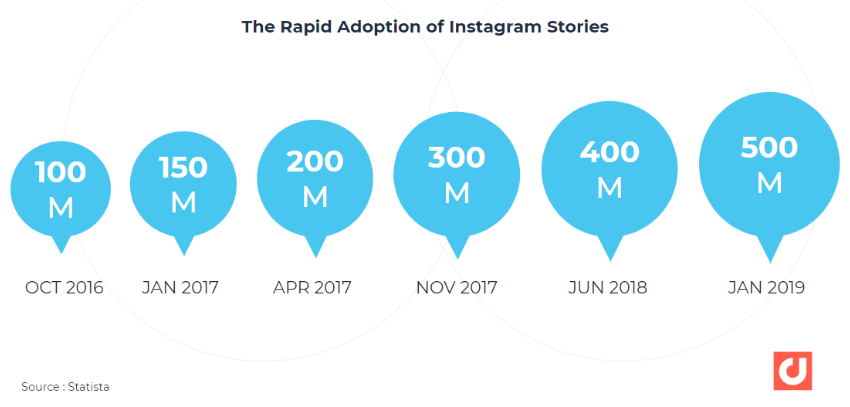 The Rapid Adoption of Instagram Stories
100
M
150
M
200
M
300
M
400
M
500
M
OCT 2016
JAN 2017
APR 2017
NOV 2017
JUN 2018
JAN 2019
Source : Statista